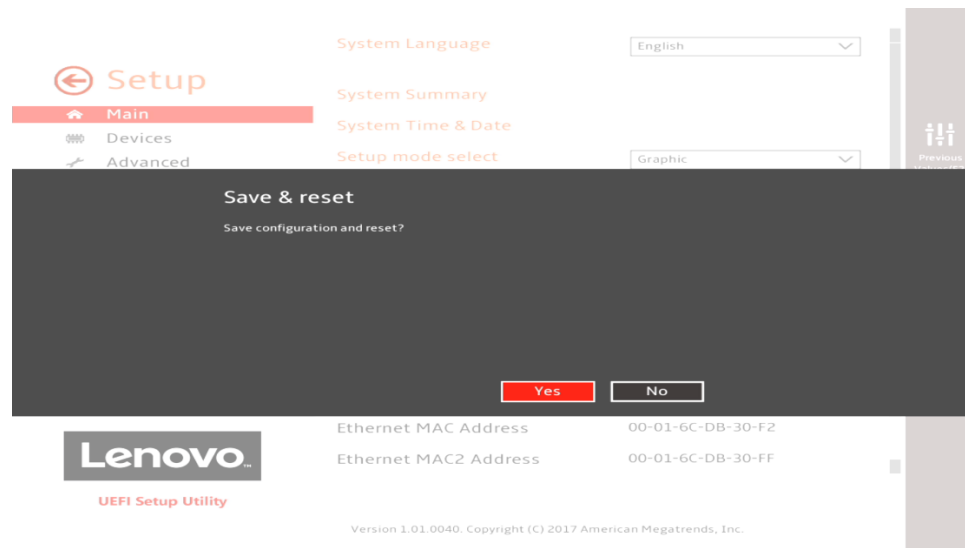 System Language English
Setup
System Summary
Main
System Time & Date
Devices
Setup mode select Graphic
Advanced
Previous
Save & reset
Save configuration and reset?
Yes No
Ethernet MAC Address 00-01-6C-DB-30-F2
Lenovo™
Ethernet MAC2 Address 00-01-6C-DB-30-FF
UEFI Setup Utility
Version 1.01.0040. Copyright (C) 2017 American Megatrends, Inc.